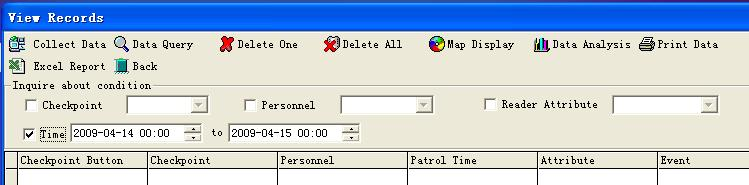 View Records
Collect Data Data Query Delete One Delete All Map Display Data Analysis Print Data
Excel Report Back
Inquire about condition
Checkpoint Personnel Reader Attribute
Time 2009-04-14 00:00 to 2009-04-15 00:00
Checkpoint Button Checkpoint Personnel Patrol Time Attribute Event